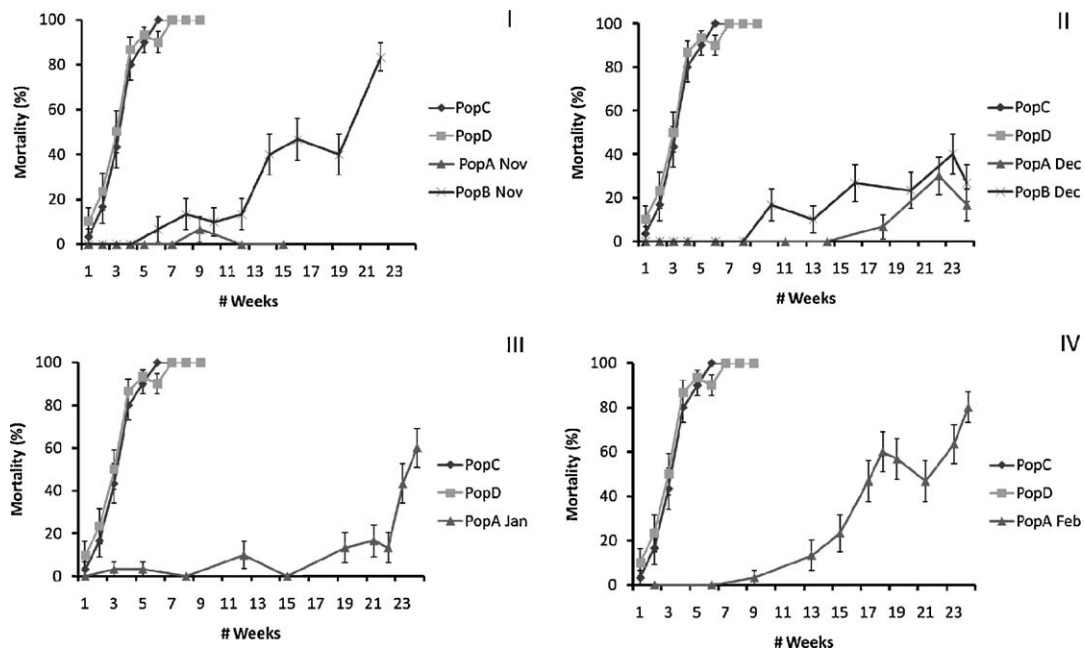 I
100
80
60
40
20
0
Mortality (%)
1 3 5 7 9 11 13 15 17 19 21 23
# Weeks
PopC
PopD
PopA Nov
PopB Nov
II
100
80
60
40
20
0
Mortality (%)
1 3 5 7 9 11 13 15 17 19 21 23
# Weeks
PopC
PopD
PopA Dec
PopB Dec
III
100
80
60
40
20
0
Mortality (%)
1 3 5 7 9 11 13 15 17 19 21 23
# Weeks
PopC
PopD
PopA Jan
IV
100
80
60
40
20
0
Mortality (%)
1 3 5 7 9 11 13 15 17 19 21 23
# Weeks
PopC
PopD
PopA Feb